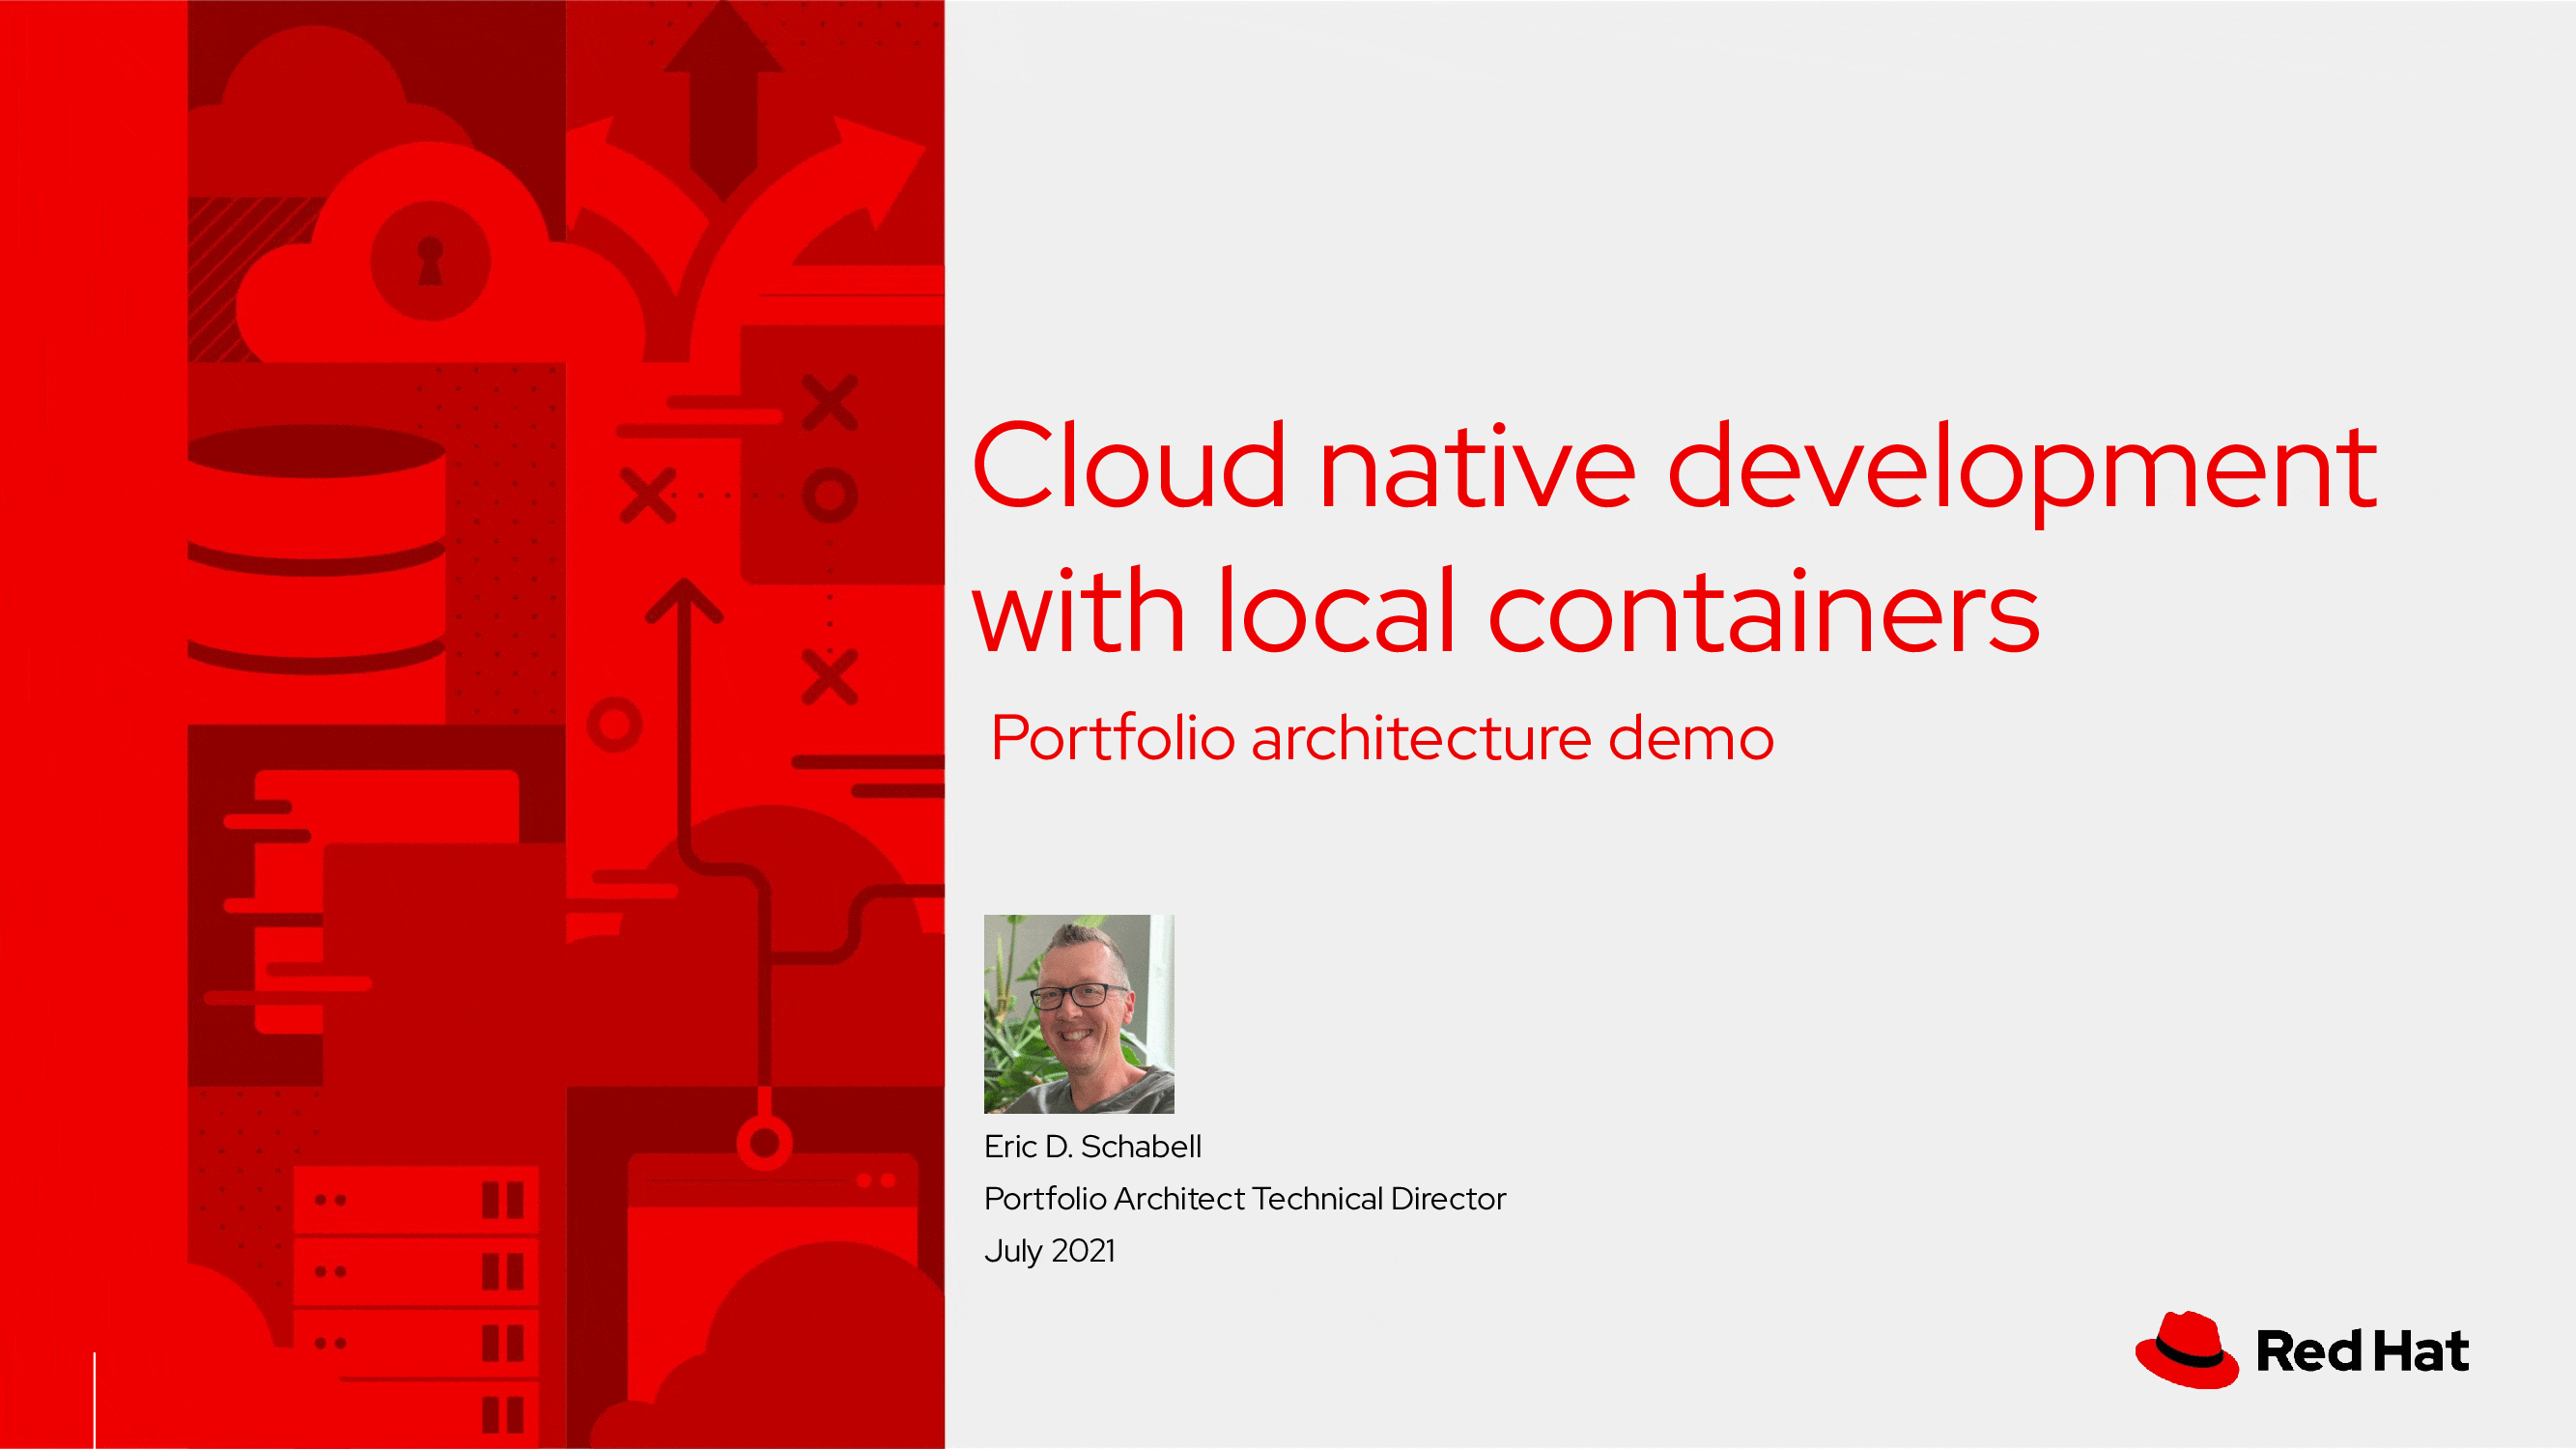 Cloud native development
with local containers
Portfolio architecture demo
Eric D. Schabell
Portfolio Architect Technical Director
July 2021
Red Hat